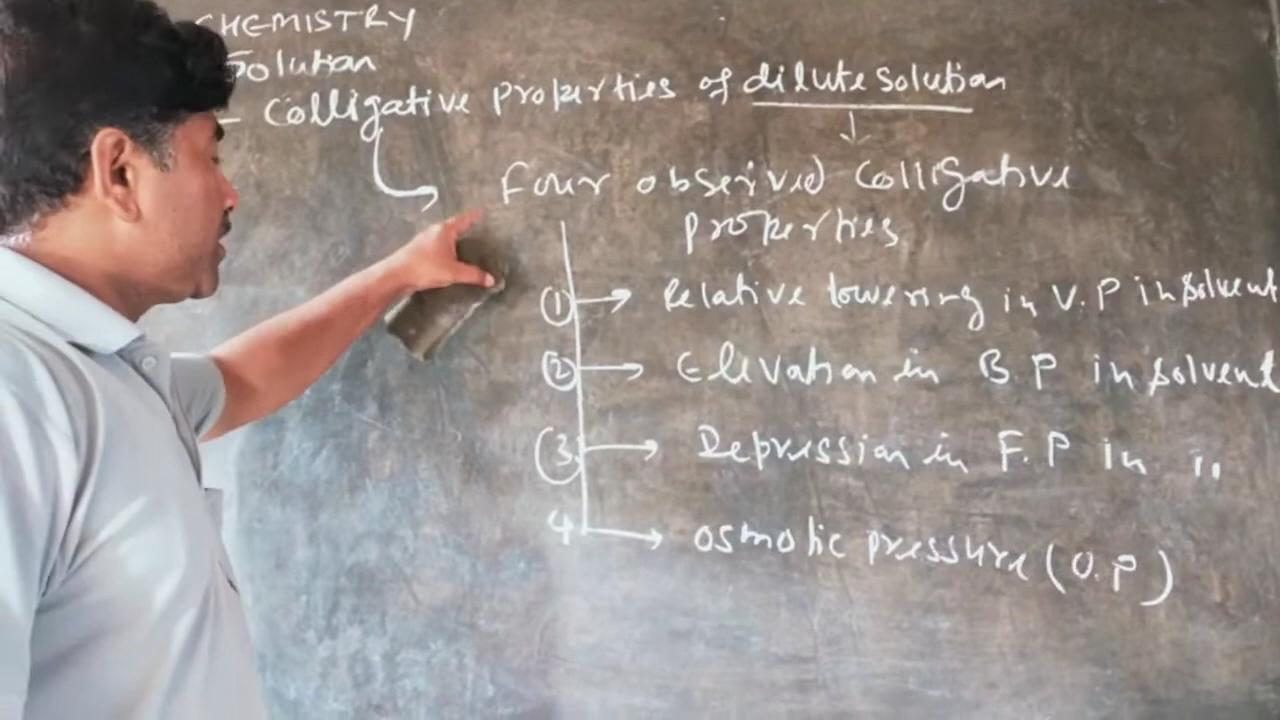 CHEMISTRY
Solution
- Colligative properties of dilute solution
↓
Four observed Colligative
properties
① → Relative lowering in V.P in solvent
② → Elevation in B.P in solvent
③ → Depression in F.P in "
4 → osmotic pressure (O.P)